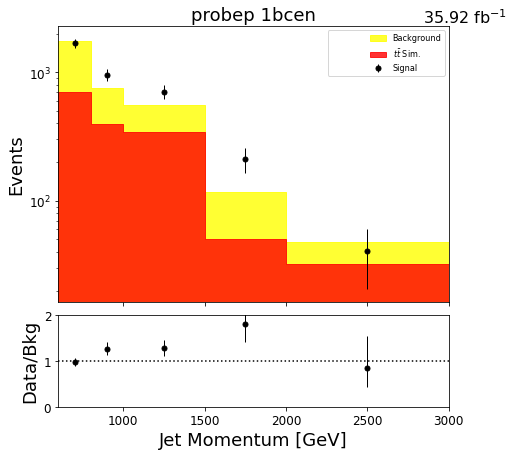 probep 1bcen
35.92 fb⁻¹
Background
tt̄ Sim.
Signal
Events
10³
10²
Data/Bkg
2
1
0
1000 1500 2000 2500 3000
Jet Momentum [GeV]